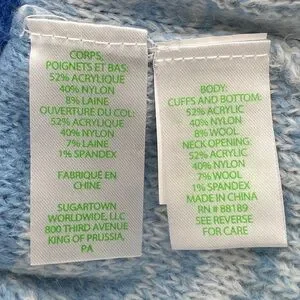 CORPS,
POIGNETS ET BAS:
52% ACRYLIQUE
40% NYLON
8% LAINE
OUVERTURE DU COL:
52% ACRYLIQUE
40% NYLON
7% LAINE
1% SPANDEX
FABRIQUÉ EN
CHINE
SUGARTOWN
WORLDWIDE, LLC
800 THIRD AVENUE
KING OF PRUSSIA,
PA
BODY:
CUFFS AND BOTTOM:
52% ACRYLIC
40% NYLON
8% WOOL
NECK OPENING:
52% ACRYLIC
40% NYLON
7% WOOL
1% SPANDEX
MADE IN CHINA
RN # 88189
SEE REVERSE
FOR CARE